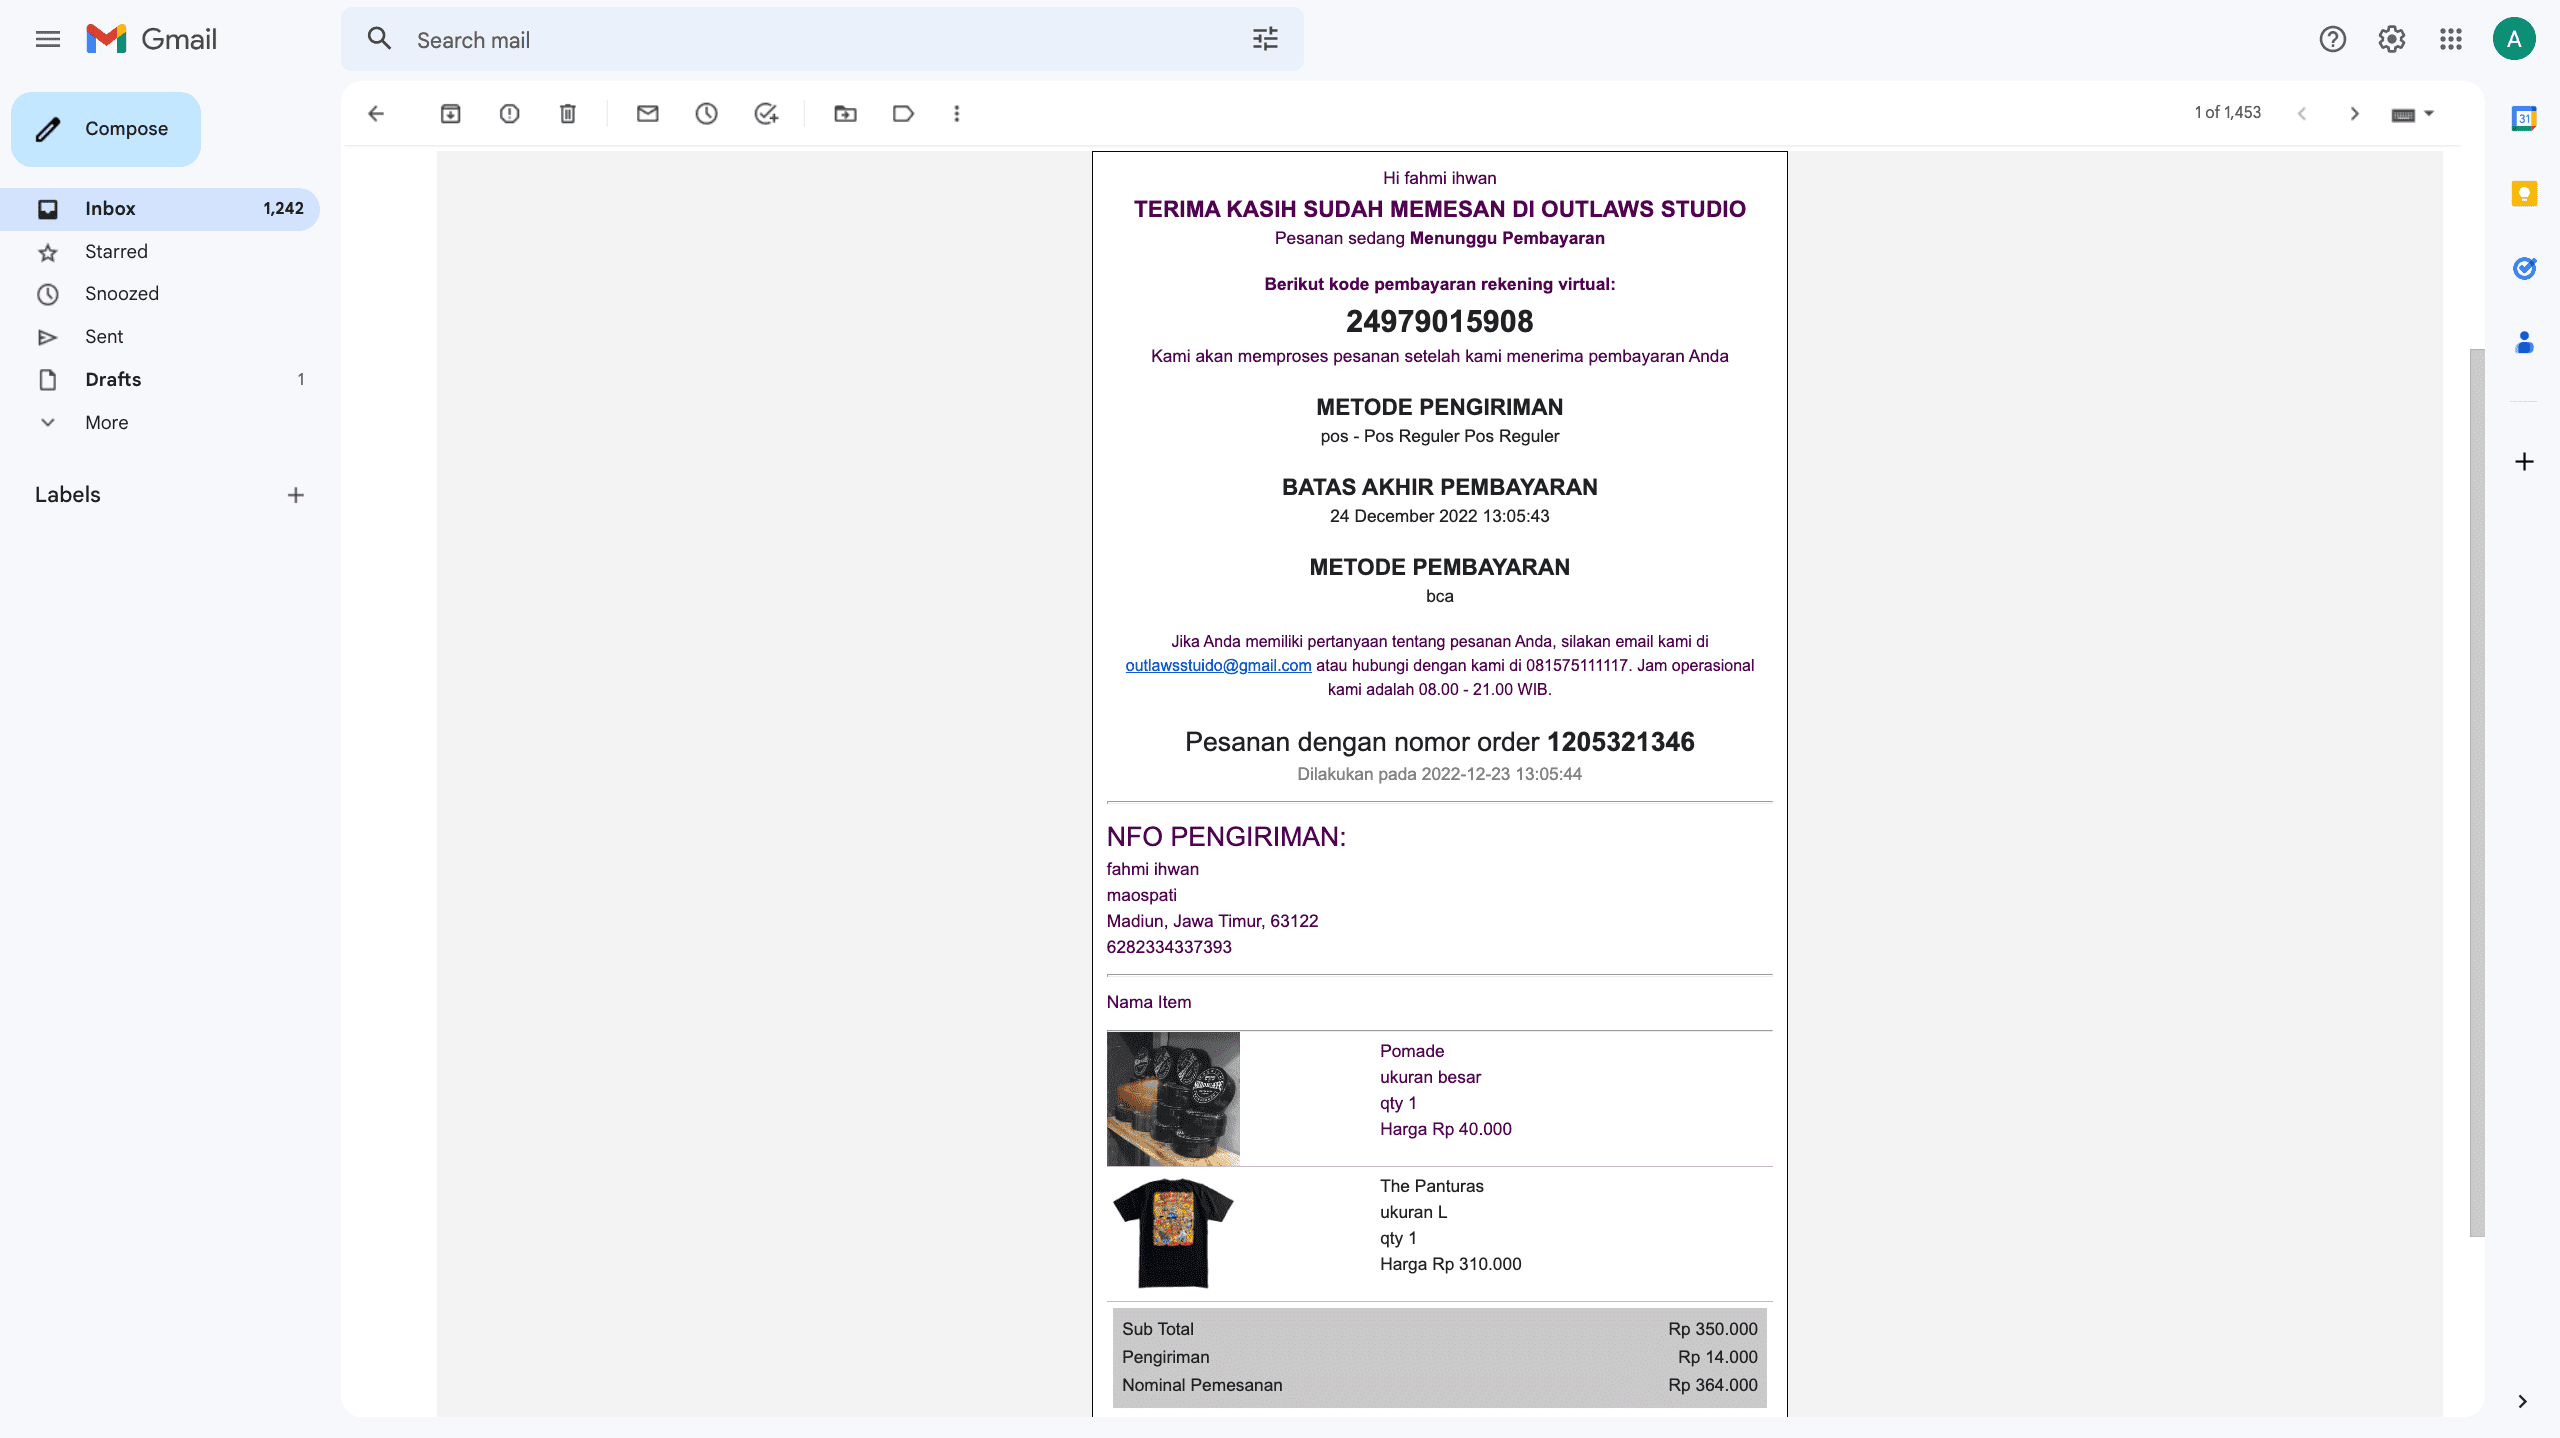 Gmail
Search mail
A
Compose
Inbox 1,242
Starred
Snoozed
Sent
Drafts 1
More
Labels
1 of 1,453
31
Hi fahmi ihwan
TERIMA KASIH SUDAH MEMESAN DI OUTLAWS STUDIO
Pesanan sedang Menunggu Pembayaran
Berikut kode pembayaran rekening virtual:
24979015908
Kami akan memproses pesanan setelah kami menerima pembayaran Anda
METODE PENGIRIMAN
pos - Pos Reguler Pos Reguler
BATAS AKHIR PEMBAYARAN
24 December 2022 13:05:43
METODE PEMBAYARAN
bca
Jika Anda memiliki pertanyaan tentang pesanan Anda, silakan email kami di
outlawsstuido@gmail.com atau hubungi dengan kami di 081575111117. Jam operasional
kami adalah 08.00 - 21.00 WIB.
Pesanan dengan nomor order 1205321346
Dilakukan pada 2022-12-23 13:05:44
NFO PENGIRIMAN:
fahmi ihwan
maospati
Madiun, Jawa Timur, 63122
6282334337393
Nama Item
Pomade
ukuran besar
qty 1
Harga Rp 40.000
The Panturas
ukuran L
qty 1
Harga Rp 310.000
Sub Total Rp 350.000
Pengiriman Rp 14.000
Nominal Pemesanan Rp 364.000